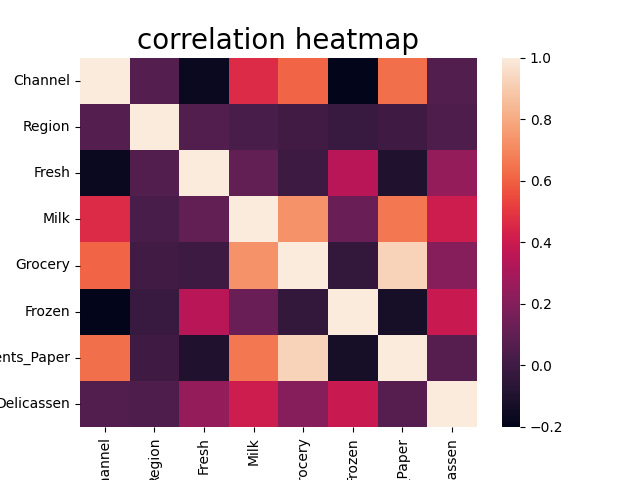 correlation heatmap
Channel
Region
Fresh
Milk
Grocery
Frozen
ents_Paper
Delicassen
1.0
0.8
0.6
0.4
0.2
0.0
−0.2
hannel
Region
Fresh
Milk
rocery
Frozen
Paper
assen